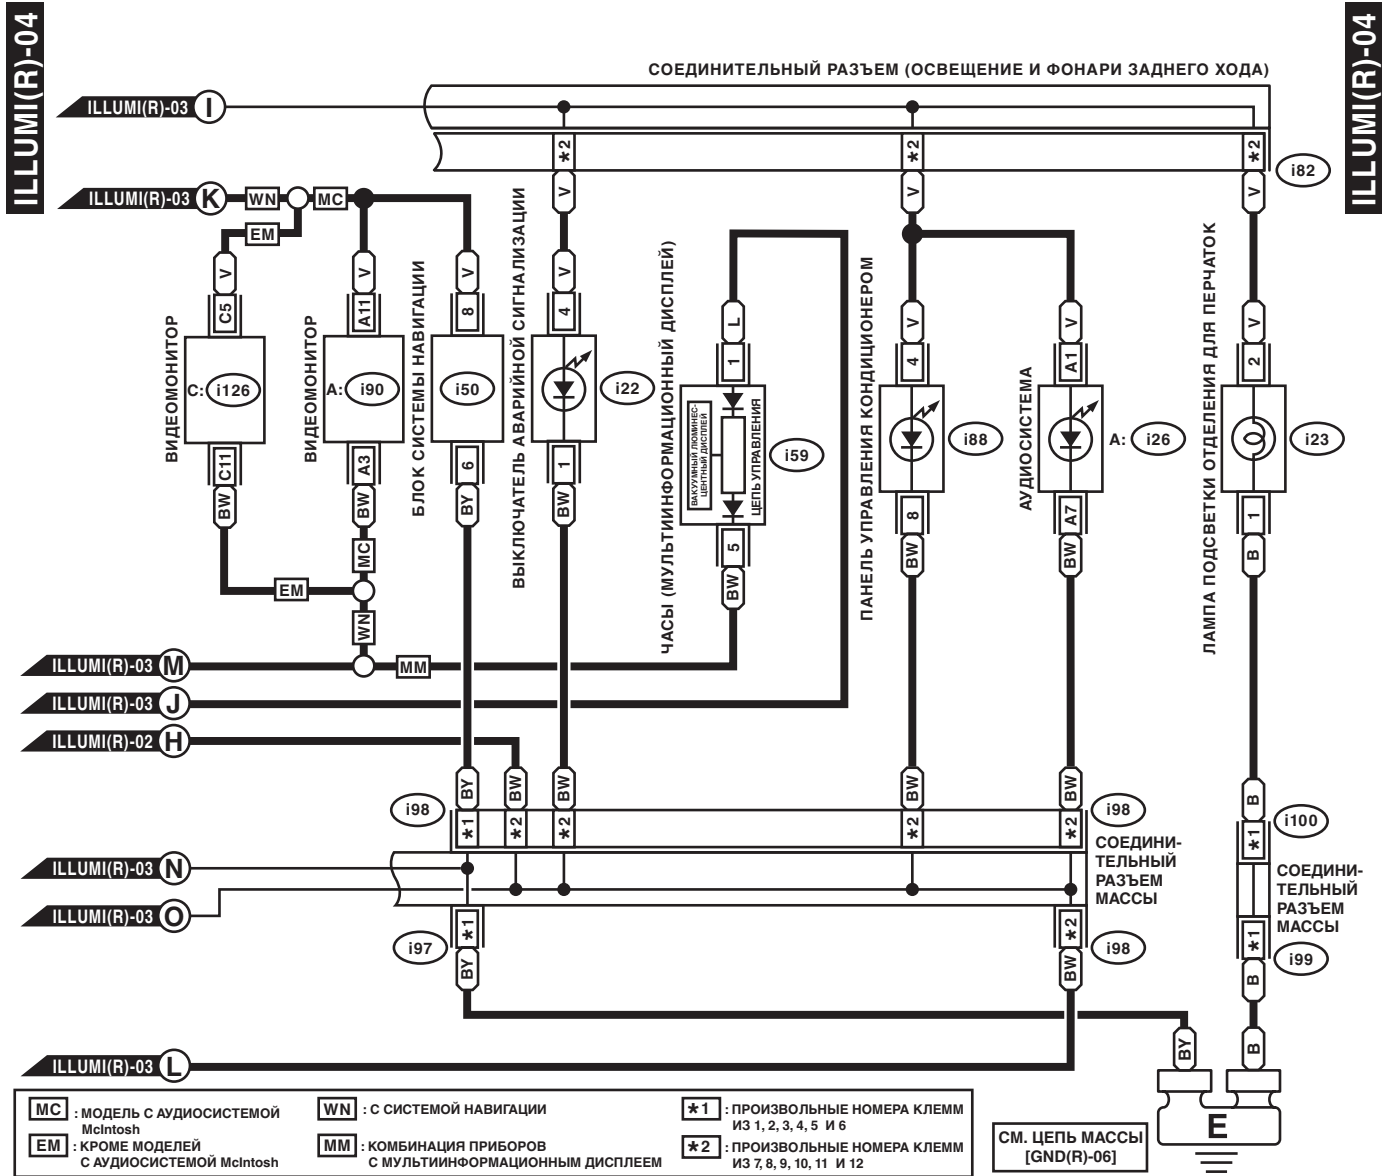 ILLUMI(R)-04
ILLUMI(R)-04
СОЕДИНИТЕЛЬНЫЙ РАЗЪЕМ (ОСВЕЩЕНИЕ И ФОНАРИ ЗАДНЕГО ХОДА)
ILLUMI(R)-03 I
*2
*2
*2
i82
ILLUMI(R)-03 K
WN
MC
EM
V
V
V
V
V
V
V
V
V
V
V
L
C5
A11
8
4
1
4
A1
2
ВИДЕОМОНИТОР
C: i126
ВИДЕОМОНИТОР
A: i90
БЛОК СИСТЕМЫ НАВИГАЦИИ
i50
ВЫКЛЮЧАТЕЛЬ АВАРИЙНОЙ СИГНАЛИЗАЦИИ
i22
ЧАСЫ (МУЛЬТИИНФОРМАЦИОННЫЙ ДИСПЛЕЙ)
ВАКУУМНЫЙ ЛЮМИНЕС-
ЦЕНТНЫЙ ДИСПЛЕЙ
ЦЕПЬ УПРАВЛЕНИЯ
i59
ПАНЕЛЬ УПРАВЛЕНИЯ КОНДИЦИОНЕРОМ
i88
АУДИОСИСТЕМА
A: i26
ЛАМПА ПОДСВЕТКИ ОТДЕЛЕНИЯ ДЛЯ ПЕРЧАТОК
i23
C11
A3
6
1
5
8
A7
1
BW
BW
BY
BW
BW
BW
BW
B
MC
EM
WN
ILLUMI(R)-03 M
MM
ILLUMI(R)-03 J
ILLUMI(R)-02 H
BY
BW
BW
BW
BW
B
i98
*1
*2
*2
*2
*2
i98
i100
*1
СОЕДИНИ-
ТЕЛЬНЫЙ
РАЗЪЕМ
МАССЫ
СОЕДИНИ-
ТЕЛЬНЫЙ
РАЗЪЕМ
МАССЫ
ILLUMI(R)-03 N
ILLUMI(R)-03 O
i97
*1
BY
*2
BW
i98
*1
B
i99
BY
B
ILLUMI(R)-03 L
E
MC : МОДЕЛЬ С АУДИОСИСТЕМОЙ
McIntosh
EM : КРОМЕ МОДЕЛЕЙ
С АУДИОСИСТЕМОЙ McIntosh
WN : С СИСТЕМОЙ НАВИГАЦИИ
MM : КОМБИНАЦИЯ ПРИБОРОВ
С МУЛЬТИИНФОРМАЦИОННЫМ ДИСПЛЕЕМ
*1 : ПРОИЗВОЛЬНЫЕ НОМЕРА КЛЕММ
ИЗ 1, 2, 3, 4, 5 И 6
*2 : ПРОИЗВОЛЬНЫЕ НОМЕРА КЛЕММ
ИЗ 7, 8, 9, 10, 11 И 12
СМ. ЦЕПЬ МАССЫ
[GND(R)-06]